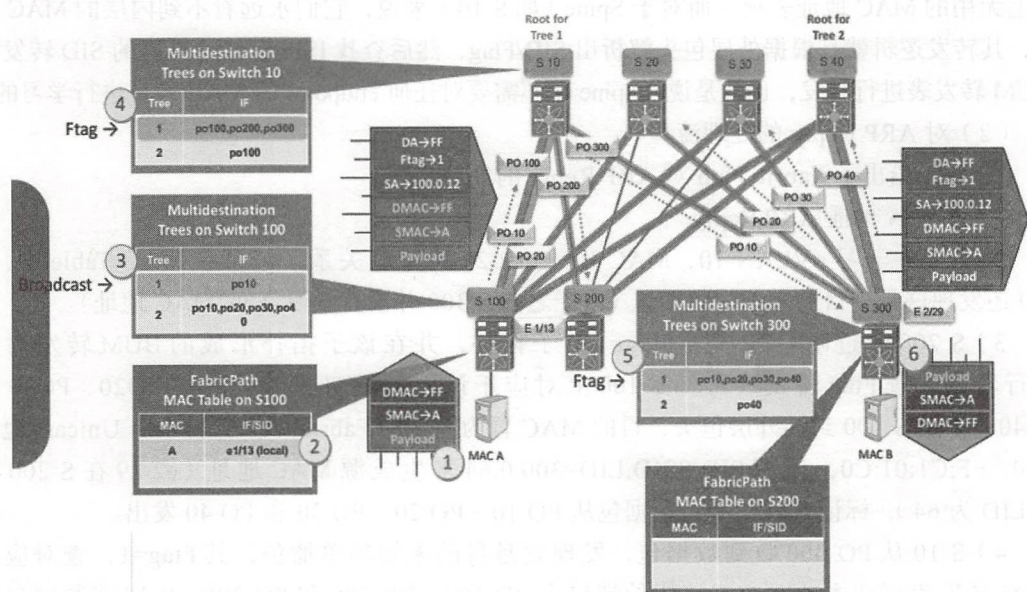 Root for
Tree 1
Root for
Tree 2
Multidestination
Trees on Switch 10
S 10
S 20
S 30
S 40
4
Tree
IF
Ftag →
1
po100,po200,po300
2
po100
DA→FF
Ftag→1
SA→100.0.12
DMAC→FF
SMAC→A
Payload
PO 100
PO 300
PO 200
PO 40
PO 30
PO 10
PO 20
PO 20
PO 10
DA→FF
Ftag→1
SA→100.0.12
DMAC→FF
SMAC→A
Payload
Multidestination
Trees on Switch 100
3
Tree
IF
Broadcast →
1
po10
2
po10,po20,po30,po4
0
S 100
S 200
S 300
E 1/13
E 2/29
Multidestination
Trees on Switch 300
5
Tree
IF
Ftag →
1
po10,po20,po30,po40
2
po40
6
Payload
SMAC→A
DMAC→FF
FabricPath
MAC Table on S100
MAC
IF/SID
A
e1/13 (local)
2
DMAC→FF
SMAC→A
Payload
1
MAC A
MAC B
FabricPath
MAC Table on S200
MAC
IF/SID